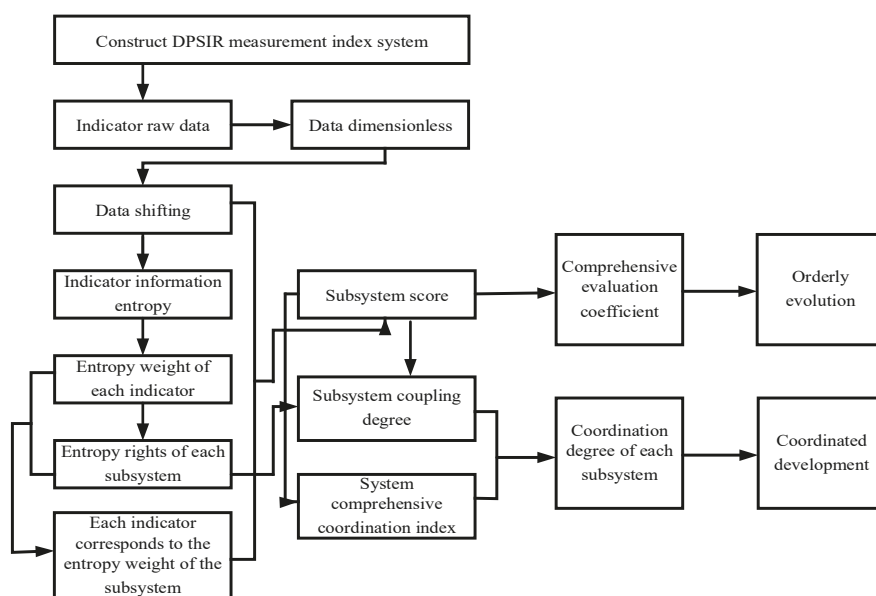 Construct DPSIR measurement index system
Indicator raw data
Data dimensionless
Data shifting
Indicator information
entropy
Subsystem score
Comprehensive
evaluation
coefficient
Orderly
evolution
Entropy weight of
each indicator
Subsystem coupling
degree
Entropy rights of each
subsystem
Coordination
degree of each
subsystem
Coordinated
development
System
comprehensive
coordination index
Each indicator
corresponds to the
entropy weight of the
subsystem